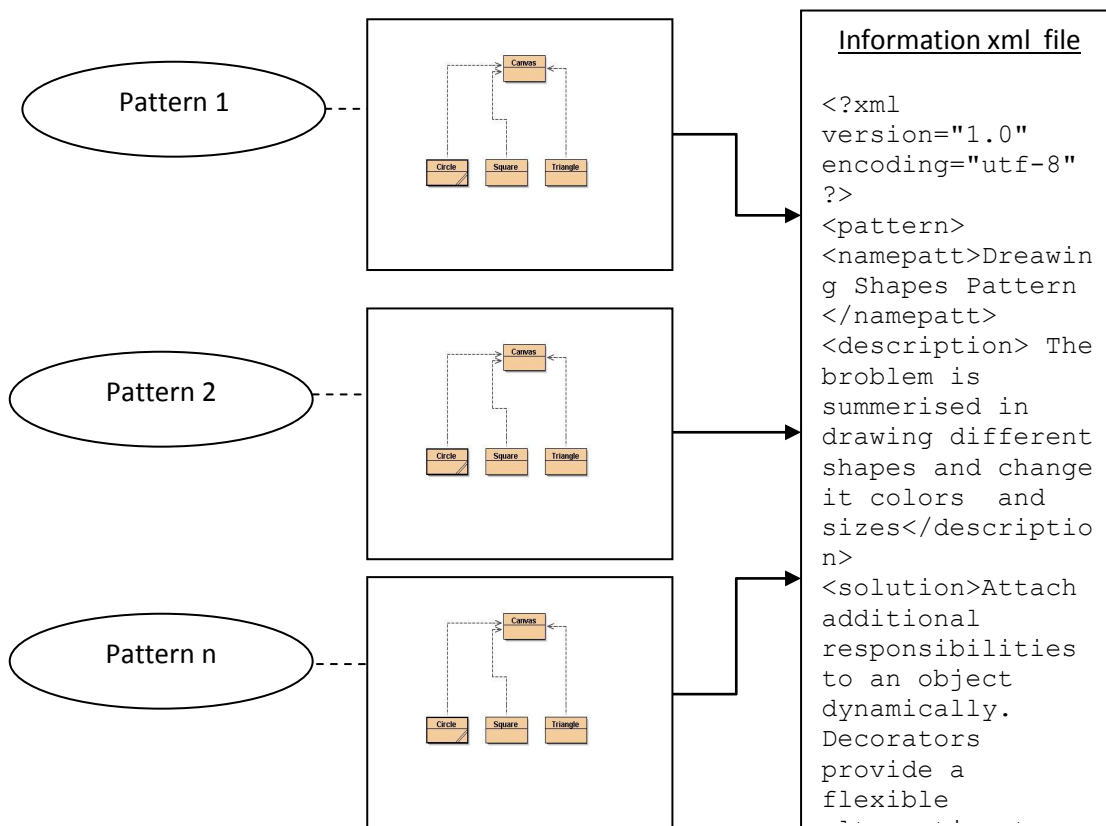 Pattern 1
Canvas
Circle
Square
Triangle
Pattern 2
Canvas
Circle
Square
Triangle
Pattern n
Canvas
Circle
Square
Triangle
Information xml file
<?xml
version="1.0"
encoding="utf-8"
?>
<pattern>
<namepatt>Dreawin
g Shapes Pattern
</namepatt>
<description> The
broblem is
summerised in
drawing different
shapes and change
it colors and
sizes</descriptio
n>
<solution>Attach
additional
responsibilities
to an object
dynamically.
Decorators
provide a
flexible